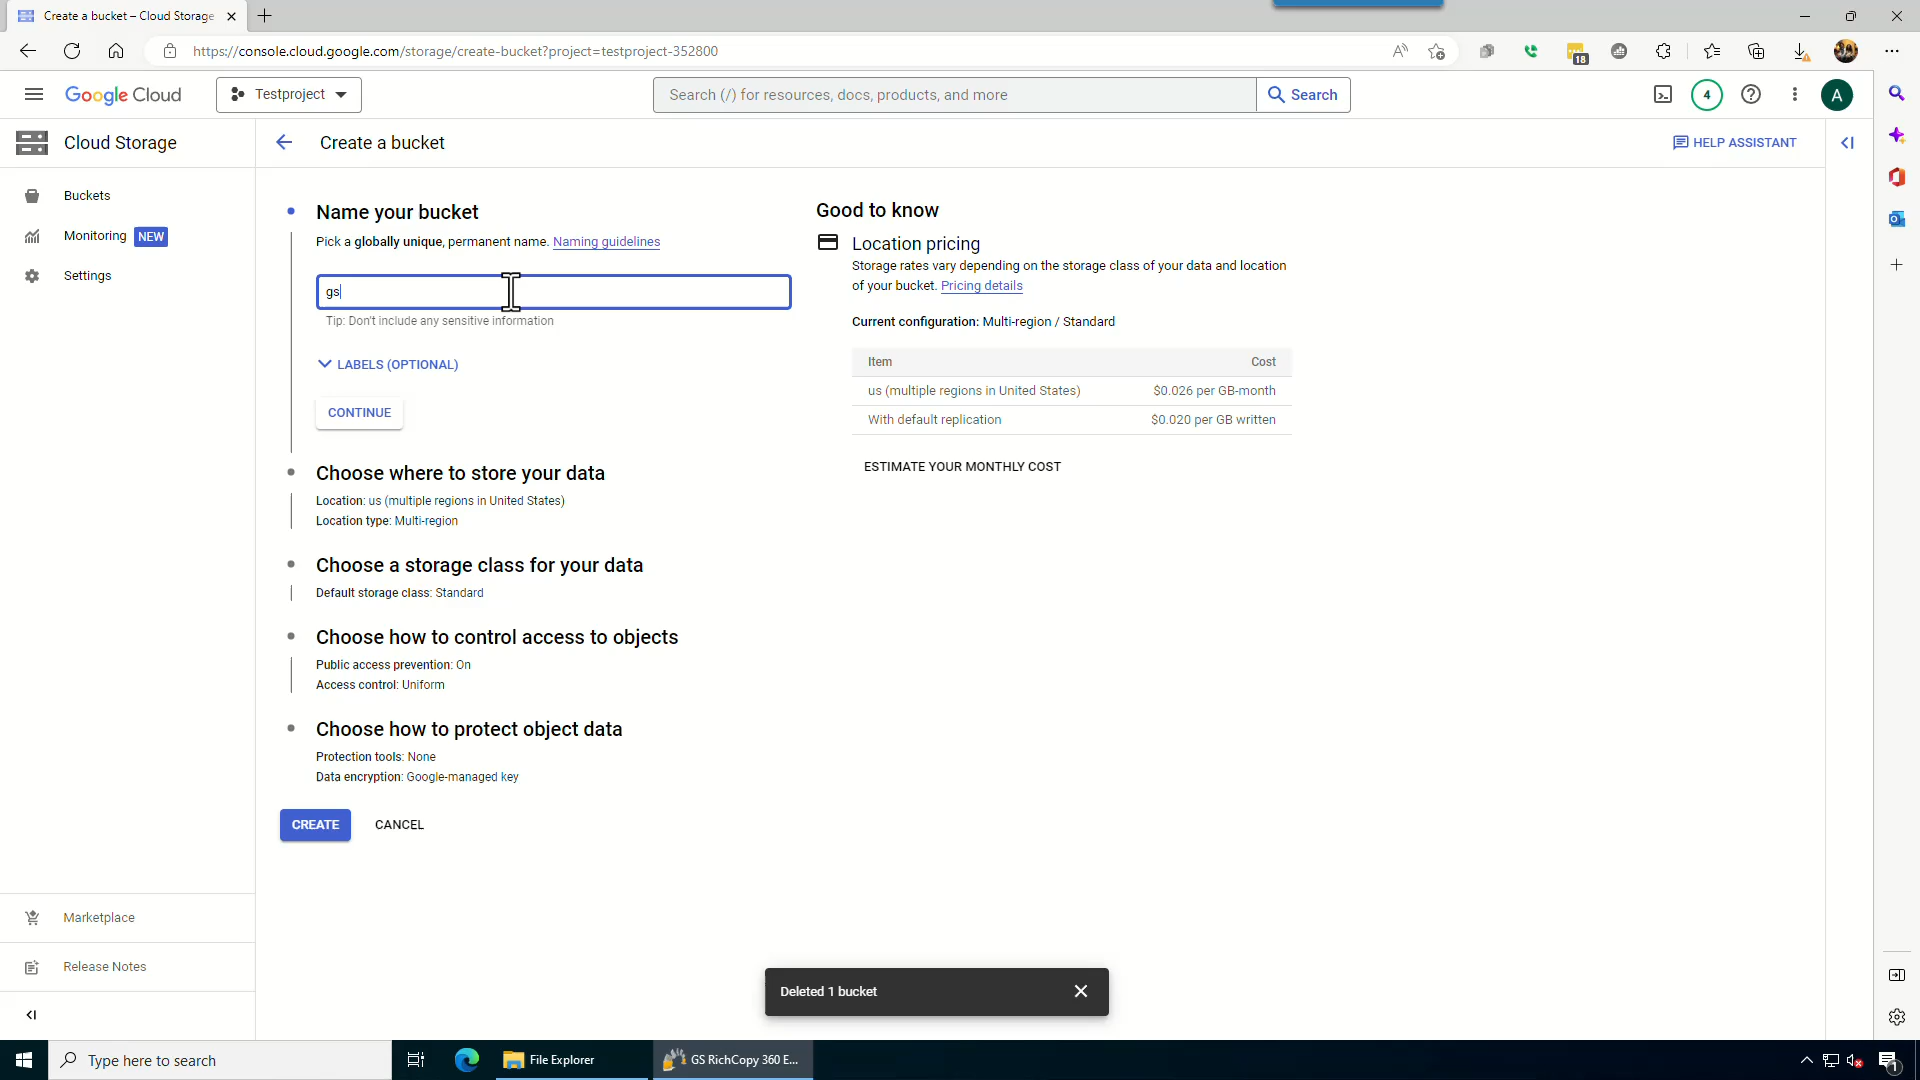 Create a bucket – Cloud Storage
https://console.cloud.google.com/storage/create-bucket?project=testproject-352800
18
Google Cloud
Testproject
Search (/) for resources, docs, products, and more
Search
4
A
Cloud Storage
Create a bucket
HELP ASSISTANT
Buckets
Monitoring NEW
Settings
Name your bucket
Pick a globally unique, permanent name. Naming guidelines
gs
Tip: Don't include any sensitive information
LABELS (OPTIONAL)
CONTINUE
Choose where to store your data
Location: us (multiple regions in United States)
Location type: Multi-region
Choose a storage class for your data
Default storage class: Standard
Choose how to control access to objects
Public access prevention: On
Access control: Uniform
Choose how to protect object data
Protection tools: None
Data encryption: Google-managed key
CREATE
CANCEL
Good to know
Location pricing
Storage rates vary depending on the storage class of your data and location
of your bucket. Pricing details
Current configuration: Multi-region / Standard
Item Cost
us (multiple regions in United States) $0.026 per GB-month
With default replication $0.020 per GB written
ESTIMATE YOUR MONTHLY COST
Marketplace
Release Notes
Deleted 1 bucket
Type here to search
File Explorer
GS RichCopy 360 E...
1